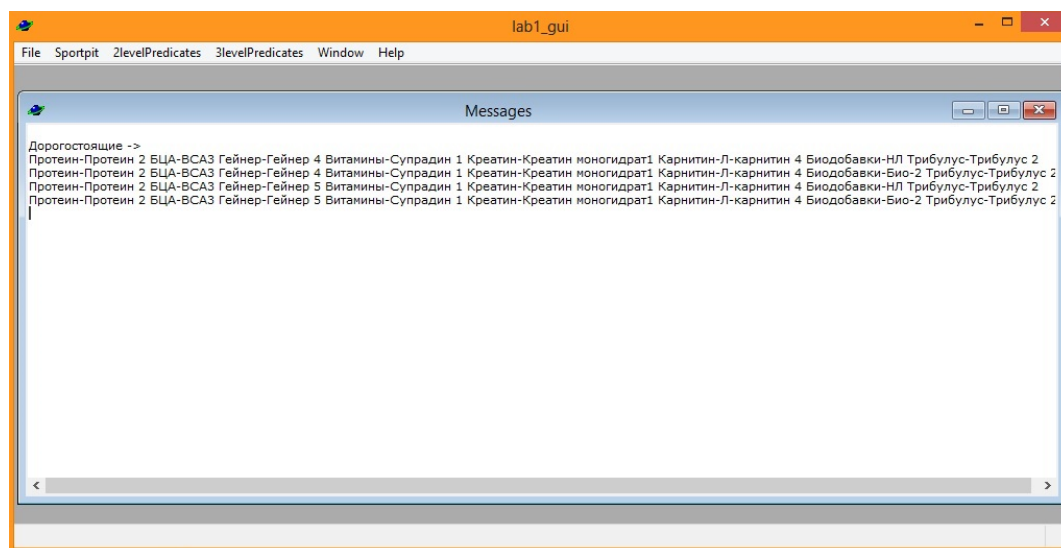 lab1_gui
File Sportpit 2levelPredicates 3levelPredicates Window Help
Messages
Дорогостоящие ->
Протеин-Протеин 2 БЦА-ВСА3 Гейнер-Гейнер 4 Витамины-Супрадин 1 Креатин-Креатин моногидрат1 Карнитин-Л-карнитин 4 Биодобавки-НЛ Трибулус-Трибулус 2
Протеин-Протеин 2 БЦА-ВСА3 Гейнер-Гейнер 4 Витамины-Супрадин 1 Креатин-Креатин моногидрат1 Карнитин-Л-карнитин 4 Биодобавки-Био-2 Трибулус-Трибулус 2
Протеин-Протеин 2 БЦА-ВСА3 Гейнер-Гейнер 5 Витамины-Супрадин 1 Креатин-Креатин моногидрат1 Карнитин-Л-карнитин 4 Биодобавки-НЛ Трибулус-Трибулус 2
Протеин-Протеин 2 БЦА-ВСА3 Гейнер-Гейнер 5 Витамины-Супрадин 1 Креатин-Креатин моногидрат1 Карнитин-Л-карнитин 4 Биодобавки-Био-2 Трибулус-Трибулус 2